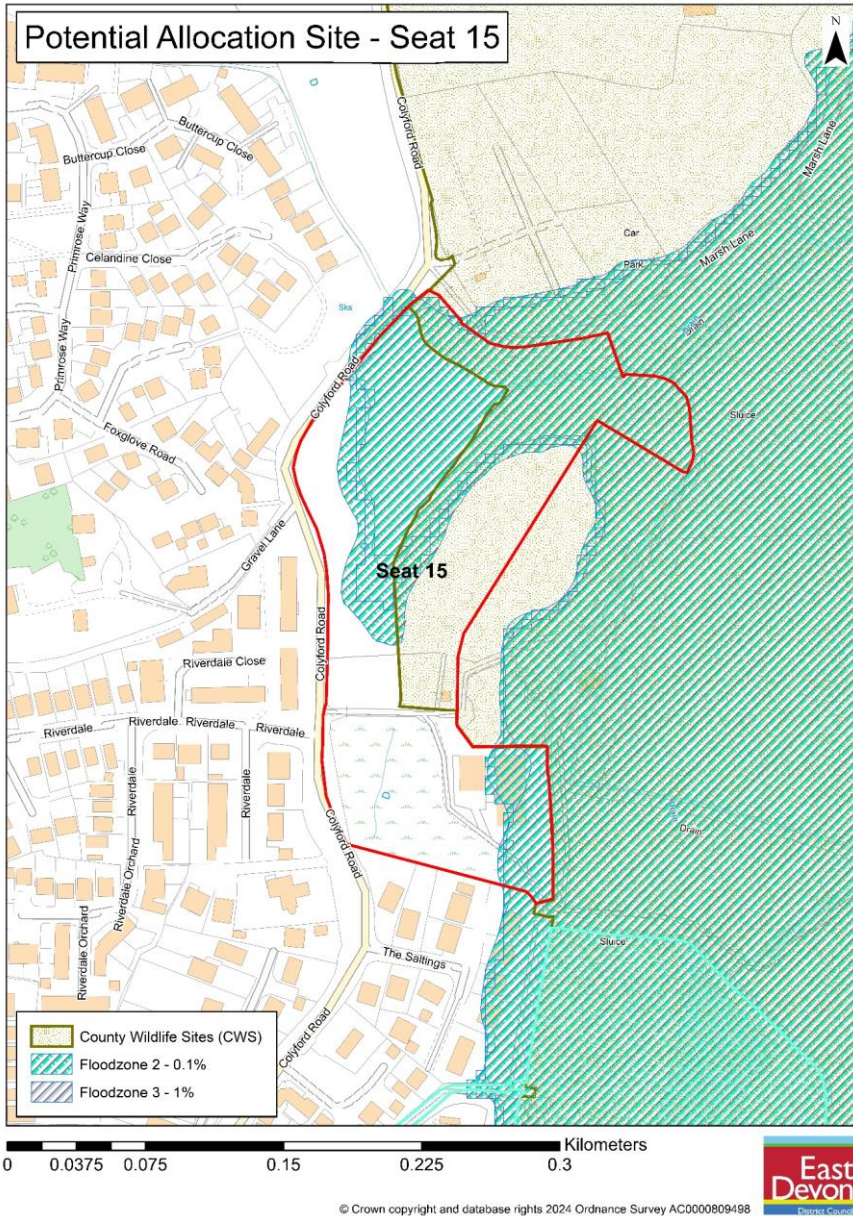 Potential Allocation Site - Seat 15
N
Colyford Road
Marsh Lane
Buttercup Close
Buttercup Close
Primrose Way
Celandine Close
Car
Park
Marsh Lane
Sks
Drain
Primrose Way
Colyford Road
Sluice
Foxglove Road
Gravel Lane
Seat 15
Colyford Road
Riverdale Close
Riverdale
Riverdale
Riverdale
Riverdale
Riverdale
Riverdale
Drain
Drain
Colyford Road
Riverdale Orchard
Riverdale Orchard
Sluice
The Saltings
Colyford Road
County Wildlife Sites (CWS)
Floodzone 2 - 0.1%
Floodzone 3 - 1%
Kilometers
0 0.0375 0.075 0.15 0.225 0.3
East
Devon
District Council
© Crown copyright and database rights 2024 Ordnance Survey AC0000809498